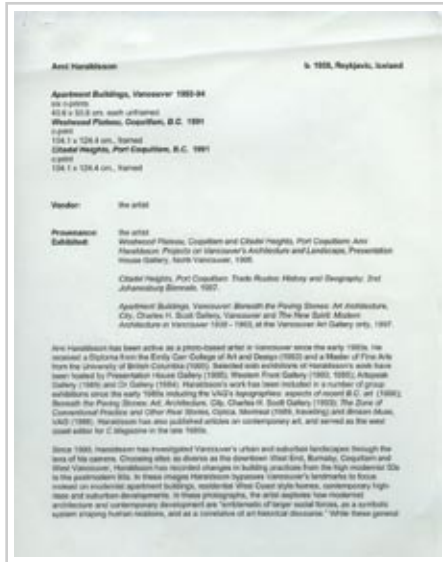 Arni Haraldsson b. 1958, Reykjavic, Iceland
Apartment Buildings, Vancouver 1993-94
six c-prints
40.6 x 50.8 cm. each unframed
Westwood Plateau, Coquitlam, B.C. 1991
c-print
104.1 x 124.4 cm., framed
Citadel Heights, Port Coquitlam, B.C. 1991
c-print
104.1 x 124.4 cm., framed
Vendor: the artist
Provenance: the artist
Exhibited: Westwood Plateau, Coquitlam and Citadel Heights, Port Coquitlam: Arni
Haraldsson: Projects on Vancouver's Architecture and Landscape, Presentation
House Gallery, North Vancouver, 1995.
Citadel Heights, Port Coquitlam: Trade Routes: History and Geography: 2nd
Johannesburg Biennale, 1997.
Apartment Buildings, Vancouver: Beneath the Paving Stones: Art Architecture,
City, Charles H. Scott Gallery, Vancouver and The New Spirit: Modern
Architecture in Vancouver 1938 - 1963, at the Vancouver Art Gallery only, 1997.
Arni Haraldsson has been active as a photo-based artist in Vancouver since the early 1980s. He
received a Diploma from the Emily Carr College of Art and Design (1983) and a Master of Fine Arts
from the University of British Columbia. Selected solo exhibitions of Haraldsson's work have
been hosted by Presentation House Gallery; Western Front Gallery; Artspeak
Gallery (1989) and Or Gallery (1984). Haraldsson's work has been included in a number of group
exhibitions since the early 1980s including the VAG's topographies: aspects of recent B.C. art (1996);
Beneath the Paving Stones: Art, Architecture, City, Charles H. Scott Gallery; The Zone of
Conventional Practice and Other Real Stories, Optica, Montreal (1989, traveling) and Broken Muse,
VAG (1986). Haraldsson has also published articles on contemporary art, and served as the west
coast editor for C Magazine in the late 1980s.
Since 1990, Haraldsson has investigated Vancouver's urban and suburban landscapes through the
lens of his camera. Choosing sites as diverse as the downtown West End, Burnaby, Coquitlam and
West Vancouver, Haraldsson has recorded changes in building practices from the high modernist 50s
to the postmodern 90s. In these images Haraldsson bypasses Vancouver's landmarks to focus
instead on modernist apartment buildings, residential West Coast style homes, contemporary high-
rises and suburban developments. In these photographs, the artist explores how modernist
architecture and contemporary development are "emblematic of larger social forces, as a symbolic
system shaping human relations, and as a correlative of art historical discourse." While these general